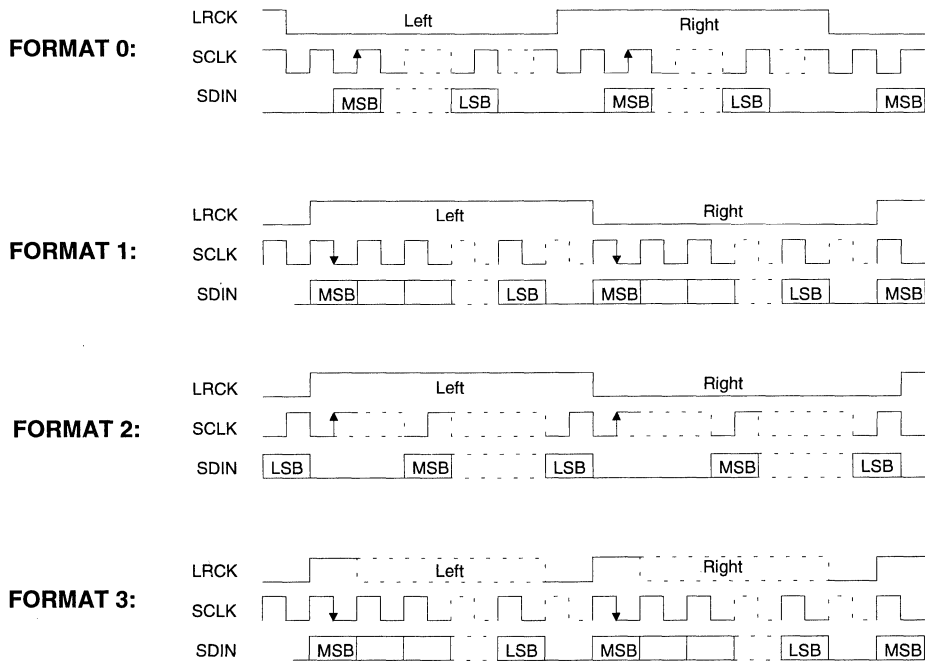 FORMAT 0:
LRCK Left Right
SCLK
SDIN MSB LSB MSB LSB MSB
FORMAT 1:
LRCK Left Right
SCLK
SDIN MSB LSB MSB LSB MSB
FORMAT 2:
LRCK Left Right
SCLK
SDIN LSB MSB LSB MSB LSB
FORMAT 3:
LRCK Left Right
SCLK
SDIN MSB LSB MSB LSB MSB